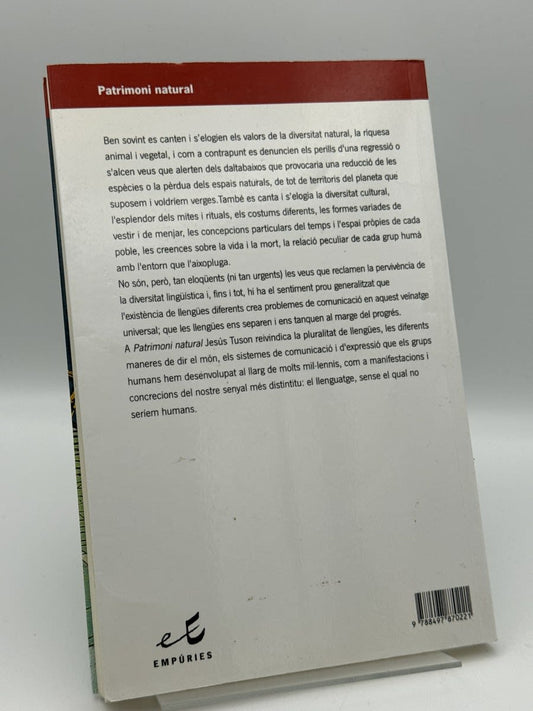 Patrimoni natural
Ben sovint es canten i s'elogien els valors de la diversitat natural, la riquesa
animal i vegetal, i com a contrapunt es denuncien els perills d'una regressió o
s'alcen veus que alerten dels daltabaixos que provocaria una reducció de les
espècies o la pèrdua dels espais naturals, de tot de territoris del planeta que
suposem i voldríem verges.També es canta i s'elogia la diversitat cultural,
l'esplendor dels mites i rituals, els costums diferents, les formes variades de
vestir i de menjar, les concepcions particulars del temps i l'espai pròpies de cada
poble, les creences sobre la vida i la mort, la relació peculiar de cada grup humà
amb l'entorn que l'aixopluga.
No són, però, tan eloqüents (ni tan urgents) les veus que reclamen la pervivència de
la diversitat lingüística i, fins i tot, hi ha el sentiment prou generalitzat que
l'existència de llengües diferents crea problemes de comunicació en aquest veïnatge
universal; que les llengües ens separen i ens tanquen al marge del progrés.
A Patrimoni natural Jesús Tuson reivindica la pluralitat de llengües, les diferents
maneres de dir el món, els sistemes de comunicació i d'expressió que els grups
humans hem desenvolupat al llarg de molts mil·lennis, com a manifestacions i
concrecions del nostre senyal més distintitu: el llenguatge, sense el qual no
seríem humans.
eE
EMPÚRIES
9 788497 870221